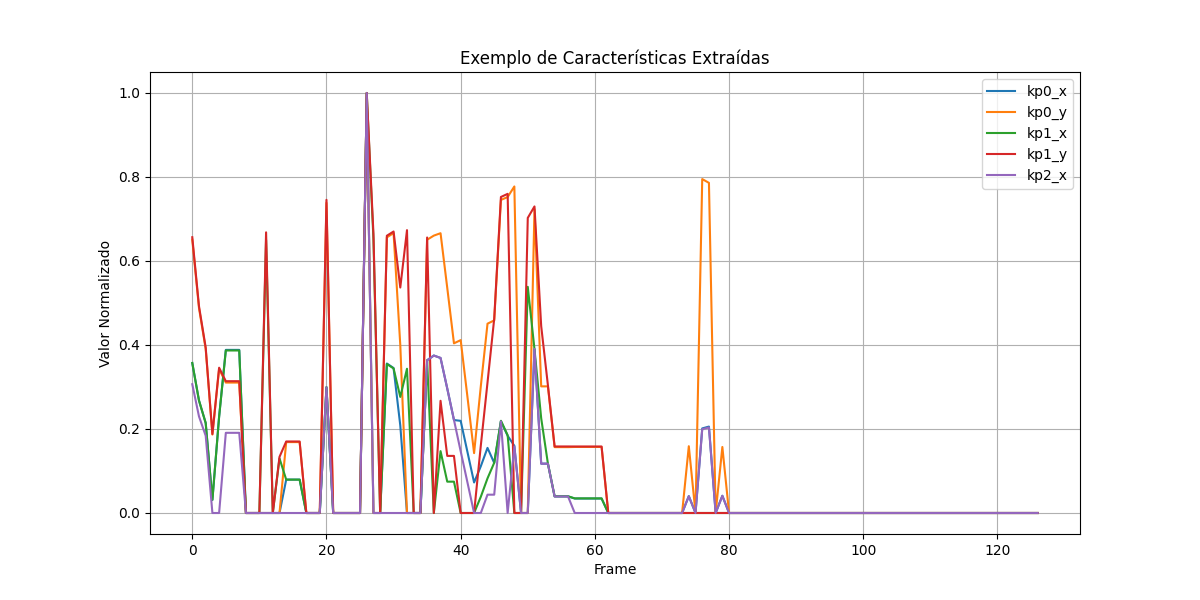 Exemplo de Características Extraídas
1.0
0.8
0.6
0.4
0.2
0.0
Valor Normalizado
kp0_x
kp0_y
kp1_x
kp1_y
kp2_x
0 20 40 60 80 100 120
Frame